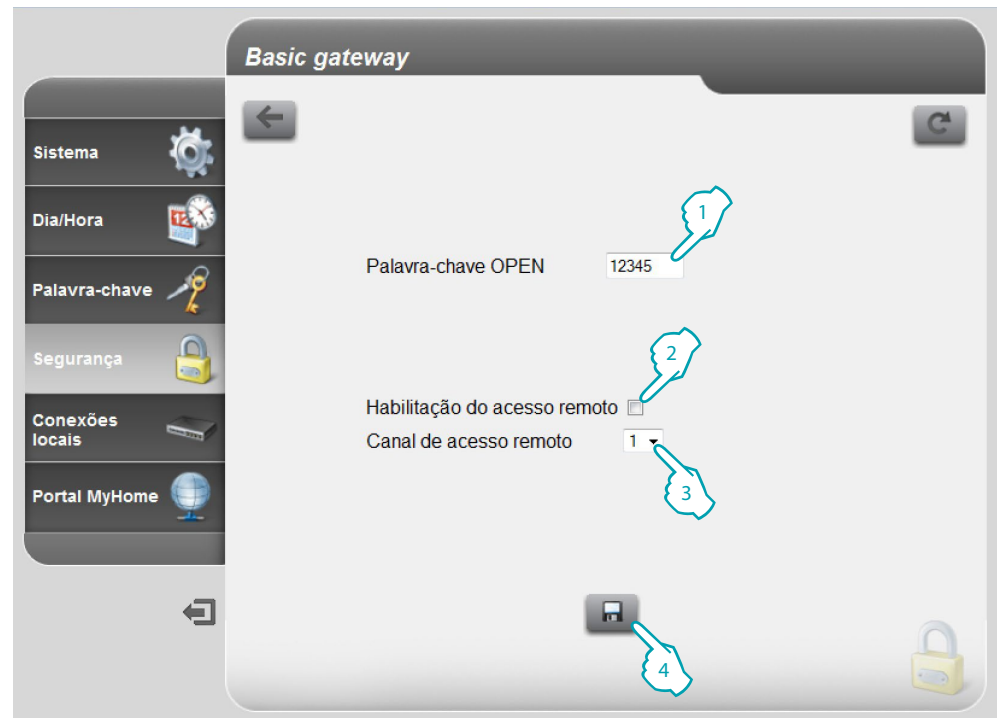 Basic gateway
Sistema
Dia/Hora
12
Palavra-chave
Segurança
Conexões
locais
Portal MyHome
1
Palavra-chave OPEN 12345
2
Habilitação do acesso remoto
Canal de acesso remoto 1
3
4